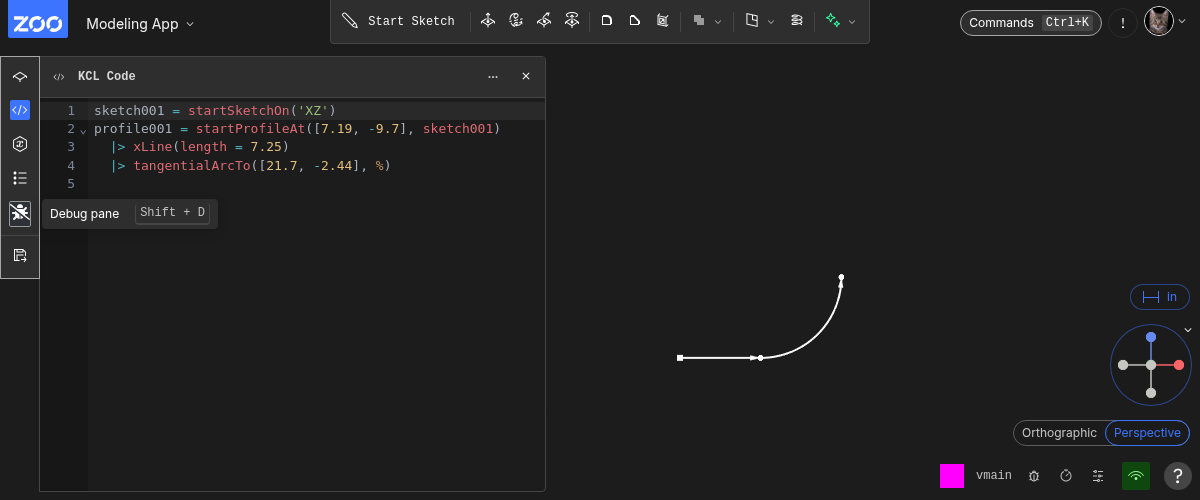 ZOO
Modeling App
Start Sketch
Commands Ctrl+K
!
KCL Code
1 sketch001 = startSketchOn('XZ')
2 profile001 = startProfileAt([7.19, -9.7], sketch001)
3 |> xLine(length = 7.25)
4 |> tangentialArcTo([21.7, -2.44], %)
5
Debug pane Shift + D
in
Orthographic Perspective
vmain
?